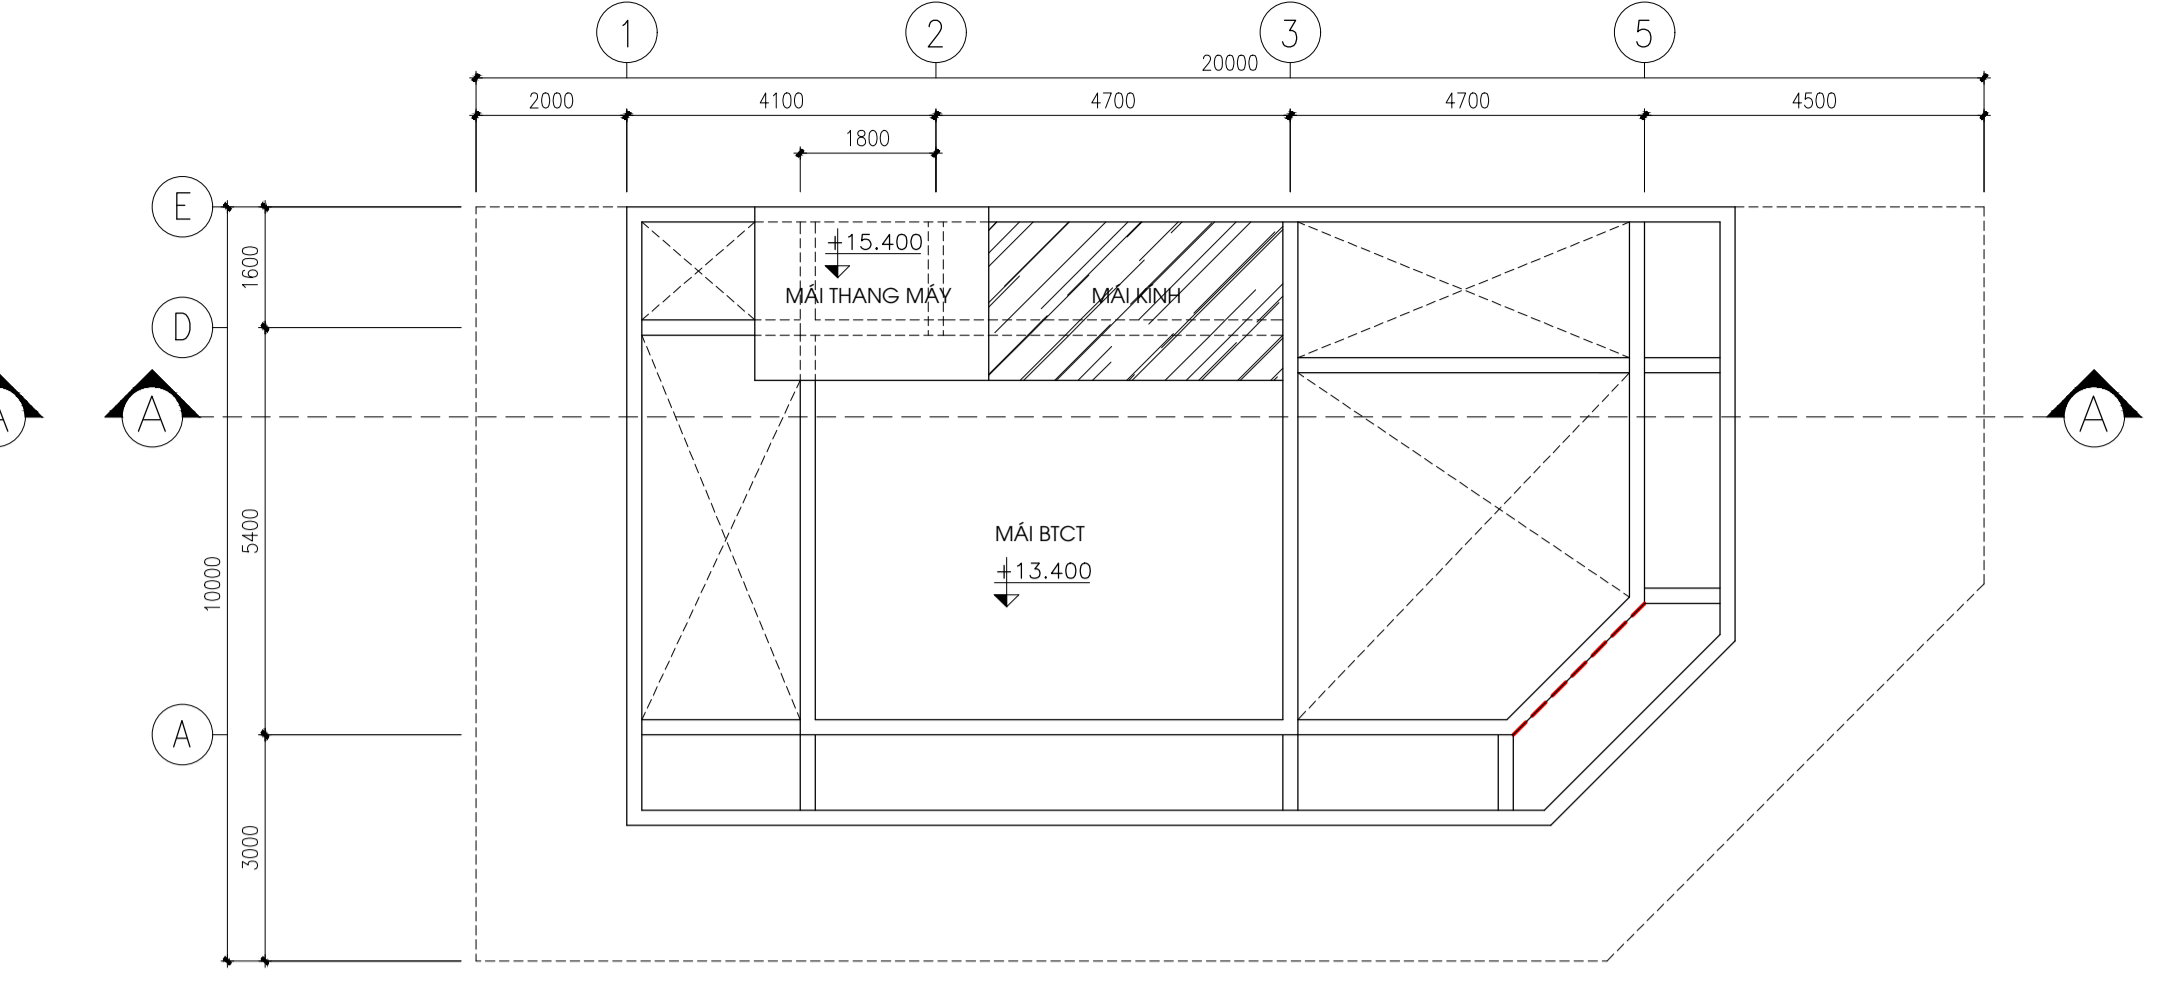 1
2
3
5
20000
2000
4100
4700
4700
4500
1800
E
1600
+15.400
MÁI THANG MÁY
MÁI KÍNH
D
A
A
A
5400
MÁI BTCT
+13.400
10000
A
3000